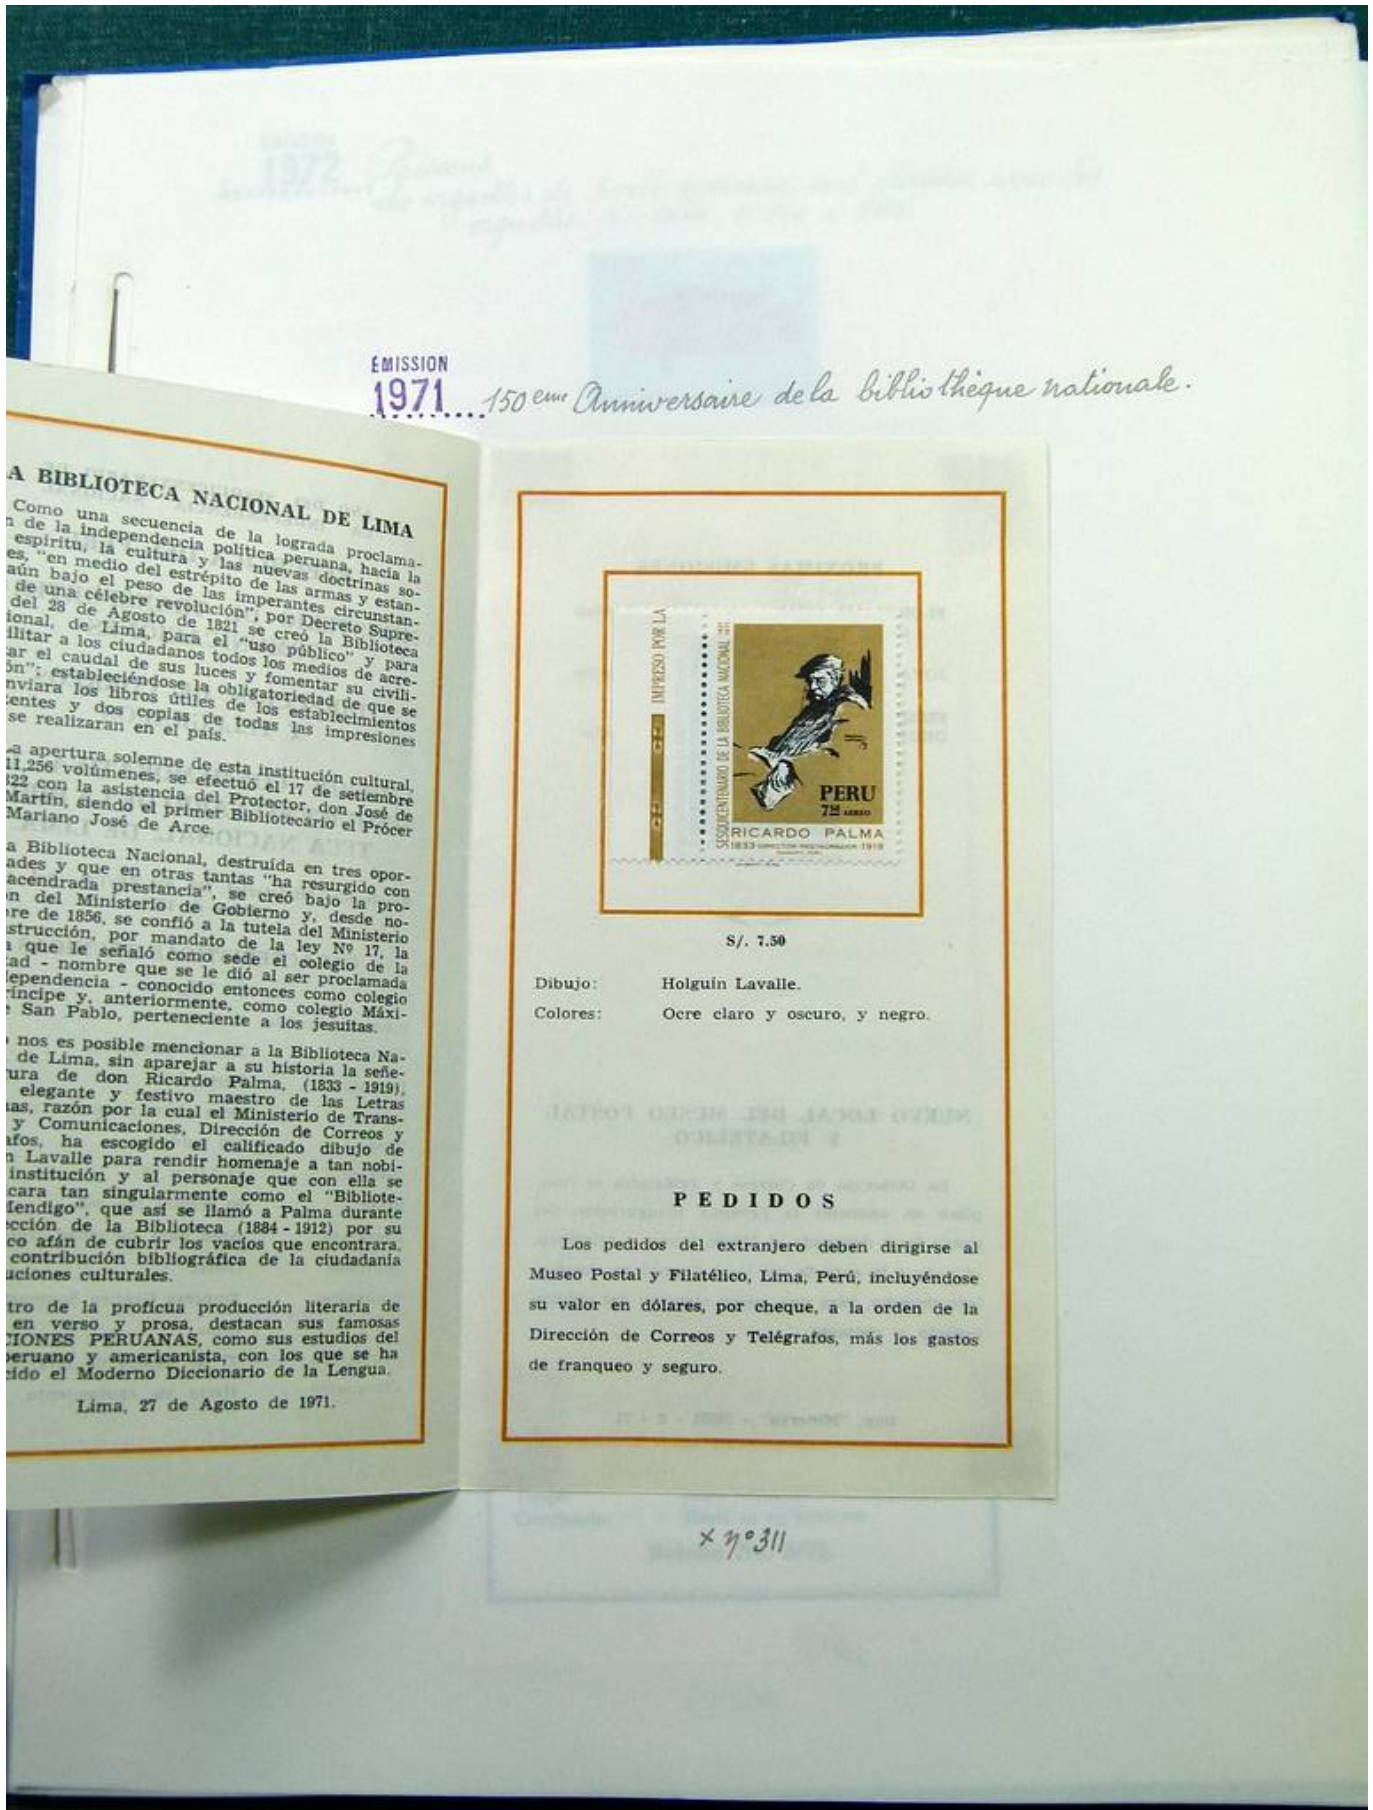 EMISSION
1971 150eme Anniversaire de la bibliothèque nationale.
A BIBLIOTECA NACIONAL DE LIMA
Como una secuencia de la lograda proclama-
n de la independencia política peruana, hacia la
espíritu, la cultura y las nuevas doctrinas so-
es, "en medio del estrépito de las armas y estan-
aún bajo el peso de las imperantes circunstan-
de una célebre revolución", por Decreto Supre-
del 28 de Agosto de 1821 se creó la Biblioteca
ional, de Lima, para el "uso público" y para
ilitar a los ciudadanos todos los medios de acre-
ar el caudal de sus luces y fomentar su civili-
ón"; estableciéndose la obligatoriedad de que se
nviara los libros útiles de los establecimientos
entes y dos copias de todas las impresiones
se realizaran en el país.
La apertura solemne de esta institución cultural,
11,256 volúmenes, se efectuó el 17 de setiembre
822 con la asistencia del Protector, don José de
Martín, siendo el primer Bibliotecario el Prócer
Mariano José de Arce.
a Biblioteca Nacional, destruída en tres opor-
ades y que en otras tantas "ha resurgido con
acendrada prestancia", se creó bajo la pro-
n del Ministerio de Gobierno y, desde no-
re de 1856, se confió a la tutela del Ministerio
strucción, por mandato de la ley Nº 17, la
a que le señaló como sede el colegio de la
ad - nombre que se le dió al ser proclamada
dependencia - conocido entonces como colegio
ríncipe y, anteriormente, como colegio Máxi-
San Pablo, perteneciente a los jesuitas.
nos es posible mencionar a la Biblioteca Na-
de Lima, sin aparejar a su historia la señe-
ura de don Ricardo Palma, (1833 - 1919),
elegante y festivo maestro de las Letras
nas, razón por la cual el Ministerio de Trans-
y Comunicaciones, Dirección de Correos y
afos, ha escogido el calificado dibujo de
n Lavalle para rendir homenaje a tan nobi-
institución y al personaje que con ella se
cara tan singularmente como el "Bibliote-
Mendigo", que así se llamó a Palma durante
cción de la Biblioteca (1884 - 1912) por su
co afán de cubrir los vacíos que encontrara,
contribución bibliográfica de la ciudadanía
uciones culturales.
tro de la profícua producción literaria de
en verso y prosa, destacan sus famosas
CIONES PERUANAS, como sus estudios del
peruano y americanista, con los que se ha
cido el Moderno Diccionario de la Lengua.
Lima, 27 de Agosto de 1971.
IMPRESO POR LA
SESQUICENTENARIO DE LA BIBLIOTECA NACIONAL
PERU
7.50 AEREO
RICARDO PALMA
1833 DIRECTOR RESTAURADOR 1919
S/. 7.50
Dibujo: Holguín Lavalle.
Colores: Ocre claro y oscuro, y negro.
PEDIDOS
Los pedidos del extranjero deben dirigirse al
Museo Postal y Filatélico, Lima, Perú, incluyéndose
su valor en dólares, por cheque, a la orden de la
Dirección de Correos y Telégrafos, más los gastos
de franqueo y seguro.
x nº311